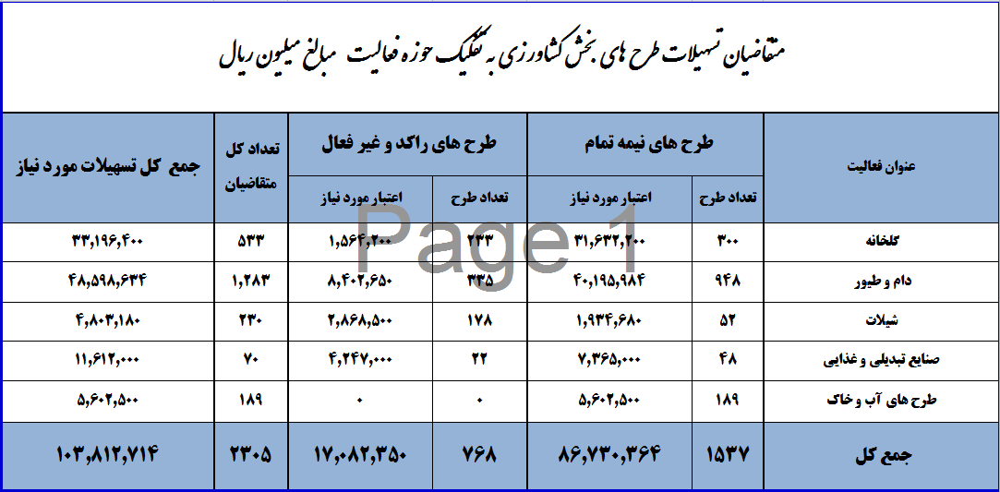 متقاضیان تسهیلات طرح های بخش کشاورزی به تفکیک حوزه فعالیت مبالغ میلیون ریال
عنوان فعالیت طرح های نیمه تمام طرح های راکد و غیر فعال تعداد کل متقاضیان جمع کل تسهیلات مورد نیاز
تعداد طرح اعتبار مورد نیاز تعداد طرح اعتبار مورد نیاز
گلخانه ۳۰۰ ۳۱,۶۳۲,۲۰۰ ۲۳۳ ۱,۵۶۴,۲۰۰ ۵۳۳ ۳۳,۱۹۶,۴۰۰
دام و طیور ۹۴۸ ۴۰,۱۹۵,۹۸۴ ۳۳۵ ۸,۴۰۲,۶۵۰ ۱,۲۸۳ ۴۸,۵۹۸,۶۳۴
شیلات ۵۲ ۱,۹۳۴,۶۸۰ ۱۷۸ ۲,۸۶۸,۵۰۰ ۲۳۰ ۴,۸۰۳,۱۸۰
صنایع تبدیلی و غذایی ۴۸ ۷,۳۶۵,۰۰۰ ۲۲ ۴,۲۴۷,۰۰۰ ۷۰ ۱۱,۶۱۲,۰۰۰
طرح های آب و خاک ۱۸۹ ۵,۶۰۲,۵۰۰ ۰ ۰ ۱۸۹ ۵,۶۰۲,۵۰۰
جمع کل ۱۵۳۷ ۸۶,۷۳۰,۳۶۴ ۷۶۸ ۱۷,۰۸۲,۳۵۰ ۲۳۰۵ ۱۰۳,۸۱۲,۷۱۴
Page 1